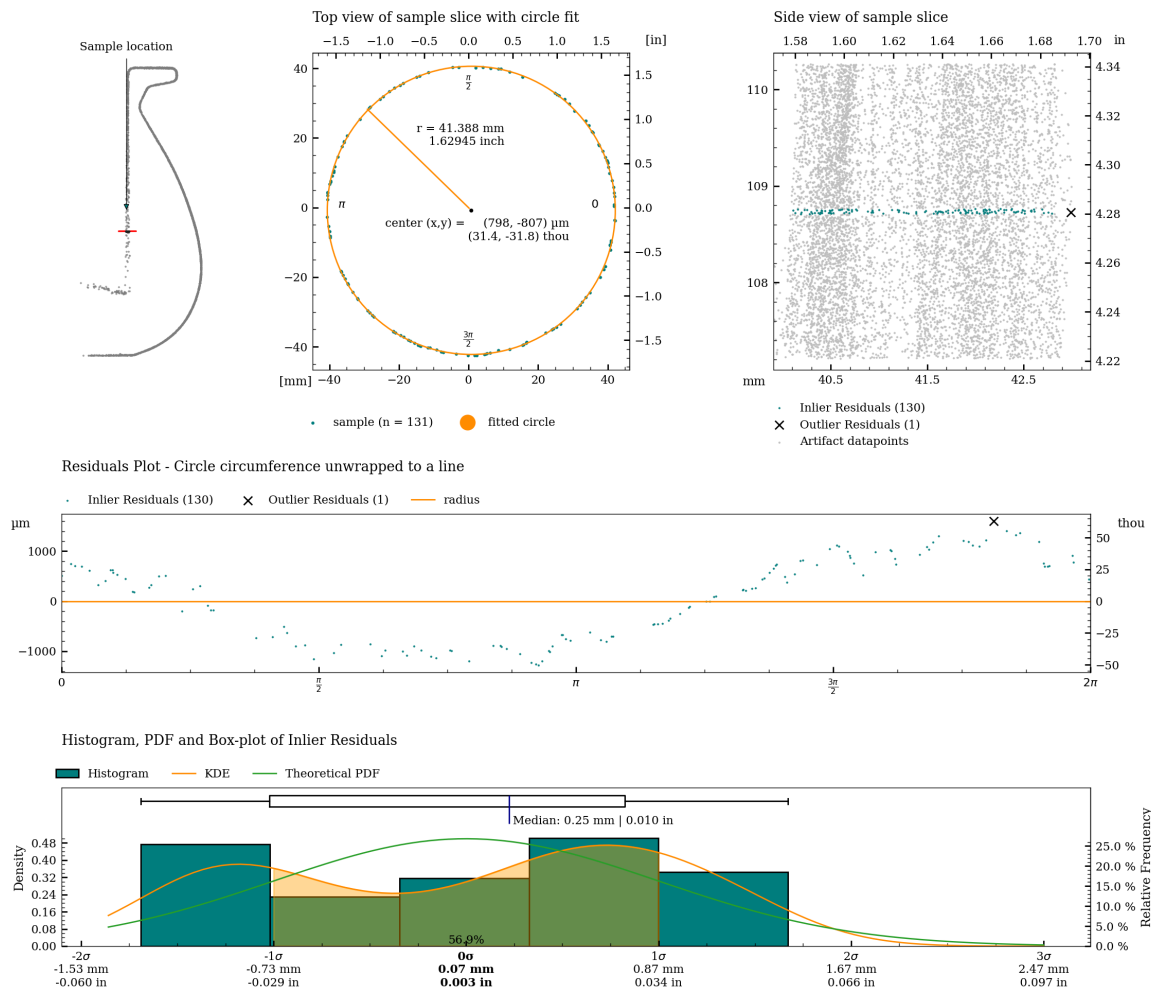 Sample location
Top view of sample slice with circle fit
−1.5 −1.0 −0.5 0.0 0.5 1.0 1.5 [in]
40
20
0
−20
−40
1.5
1.0
0.5
0.0
−0.5
−1.0
−1.5
π/2
r = 41.388 mm
1.62945 inch
π
0
center (x,y) = (798, -807) µm
(31.4, -31.8) thou
3π/2
[mm] −40 −20 0 20 40
sample (n = 131)
fitted circle
Side view of sample slice
1.58 1.60 1.62 1.64 1.66 1.68 1.70 in
110
109
108
4.34
4.32
4.30
4.28
4.26
4.24
4.22
mm 40.5 41.5 42.5
Inlier Residuals (130)
Outlier Residuals (1)
Artifact datapoints
Residuals Plot - Circle circumference unwrapped to a line
Inlier Residuals (130) Outlier Residuals (1) radius
µm
1000
0
−1000
thou
50
25
0
−25
−50
0 π/2 π 3π/2 2π
Histogram, PDF and Box-plot of Inlier Residuals
Histogram KDE Theoretical PDF
Median: 0.25 mm | 0.010 in
Density
0.48
0.40
0.32
0.24
0.16
0.08
0.00
Relative Frequency
25.0 %
20.0 %
15.0 %
10.0 %
5.0 %
0.0 %
56.9%
-2σ -1σ 0σ 1σ 2σ 3σ
-1.53 mm -0.73 mm 0.07 mm 0.87 mm 1.67 mm 2.47 mm
-0.060 in -0.029 in 0.003 in 0.034 in 0.066 in 0.097 in